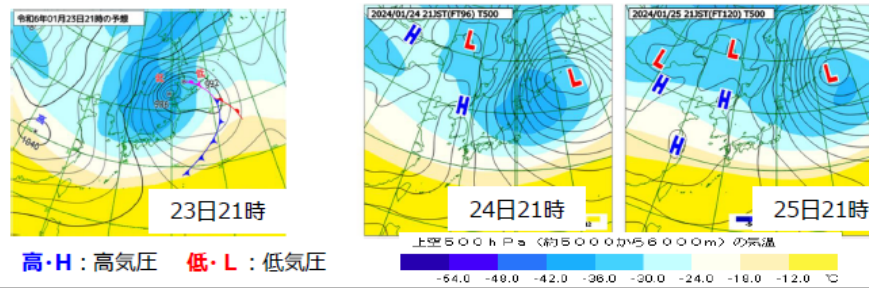 令和6年01月23日21時の予想
2024/01/24 21JST(FT96) T500
2024/01/25 21JST(FT120) T500
低
低
992
高
1040
H
L
H
L
L
L
H
H
H
L
23日21時
24日21時
25日21時
高・H：高気圧 低・L：低気圧
上空500hPa（約5000から6000m）の気温
-54.0 -48.0 -42.0 -36.0 -30.0 -24.0 -18.0 -12.0 ℃